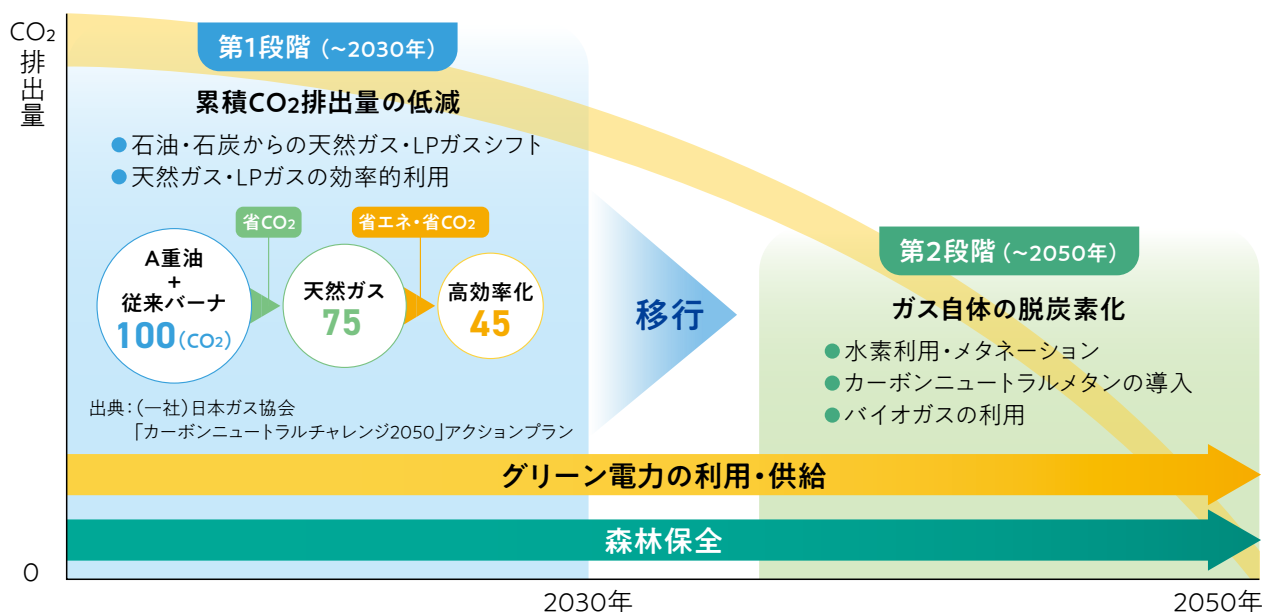 CO2
排出量
第1段階（~2030年）
累積CO2排出量の低減
●石油・石炭からの天然ガス・LPガスシフト
●天然ガス・LPガスの効率的利用
省CO2
省エネ・省CO2
A重油
+
従来バーナ
100(CO2)
天然ガス
75
高効率化
45
出典：(一社)日本ガス協会
「カーボンニュートラルチャレンジ2050」アクションプラン
移行
第2段階（~2050年）
ガス自体の脱炭素化
●水素利用・メタネーション
●カーボンニュートラルメタンの導入
●バイオガスの利用
グリーン電力の利用・供給
森林保全
0
2030年
2050年